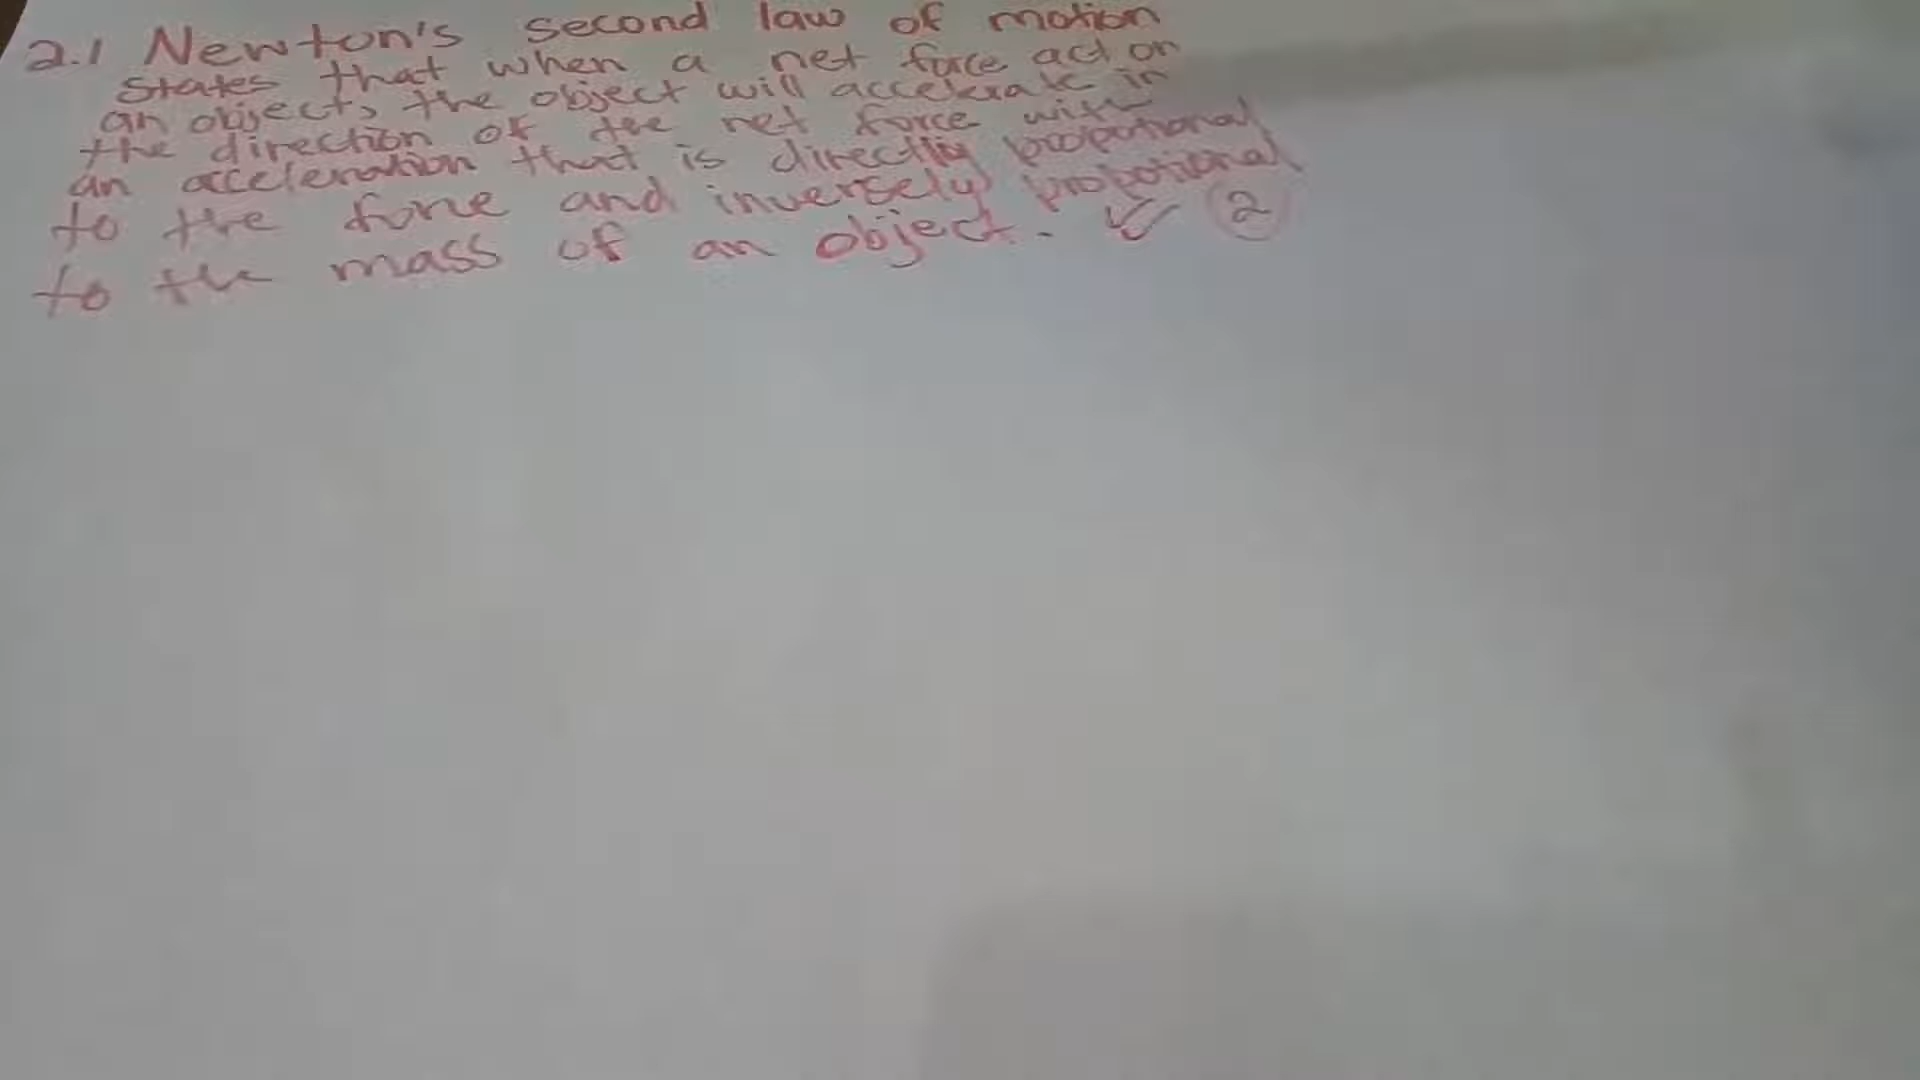 2.1 Newton's second law of motion
states that when a net force act on
an object, the object will accelerate in
the direction of the net force with
an acceleration that is directly propotional
to the force and inversely propotional
to the mass of an object. ✓✓ 2